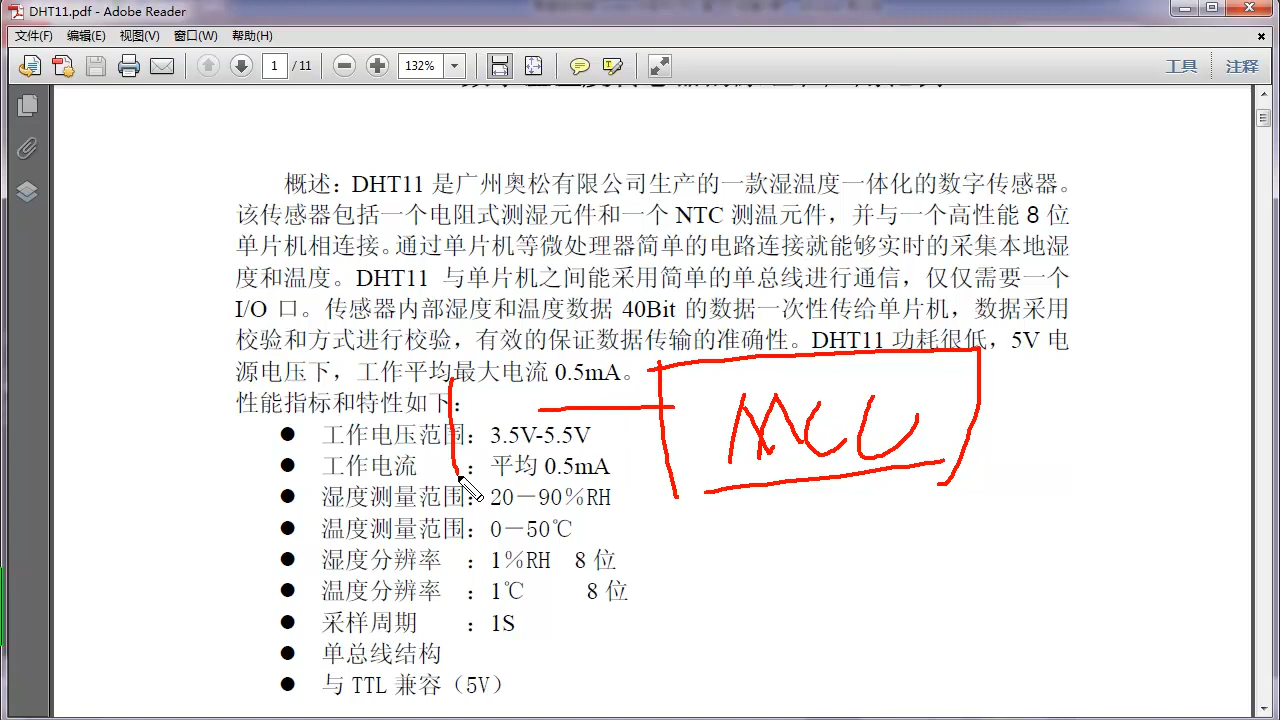 DHT11.pdf - Adobe Reader
文件(F) 编辑(E) 视图(V) 窗口(W) 帮助(H)
1 / 11 132% 工具 注释
概述：DHT11 是广州奥松有限公司生产的一款湿温度一体化的数字传感器。
该传感器包括一个电阻式测湿元件和一个 NTC 测温元件，并与一个高性能 8 位
单片机相连接。通过单片机等微处理器简单的电路连接就能够实时的采集本地湿
度和温度。DHT11 与单片机之间能采用简单的单总线进行通信，仅仅需要一个
I/O 口。传感器内部湿度和温度数据 40Bit 的数据一次性传给单片机，数据采用
校验和方式进行校验，有效的保证数据传输的准确性。DHT11 功耗很低，5V 电
源电压下，工作平均最大电流 0.5mA。
性能指标和特性如下：
MCU
● 工作电压范围：3.5V-5.5V
● 工作电流 ：平均 0.5mA
● 湿度测量范围：20－90％RH
● 温度测量范围：0－50℃
● 湿度分辨率 ：1％RH 8 位
● 温度分辨率 ：1℃ 8 位
● 采样周期 ：1S
● 单总线结构
● 与 TTL 兼容（5V）